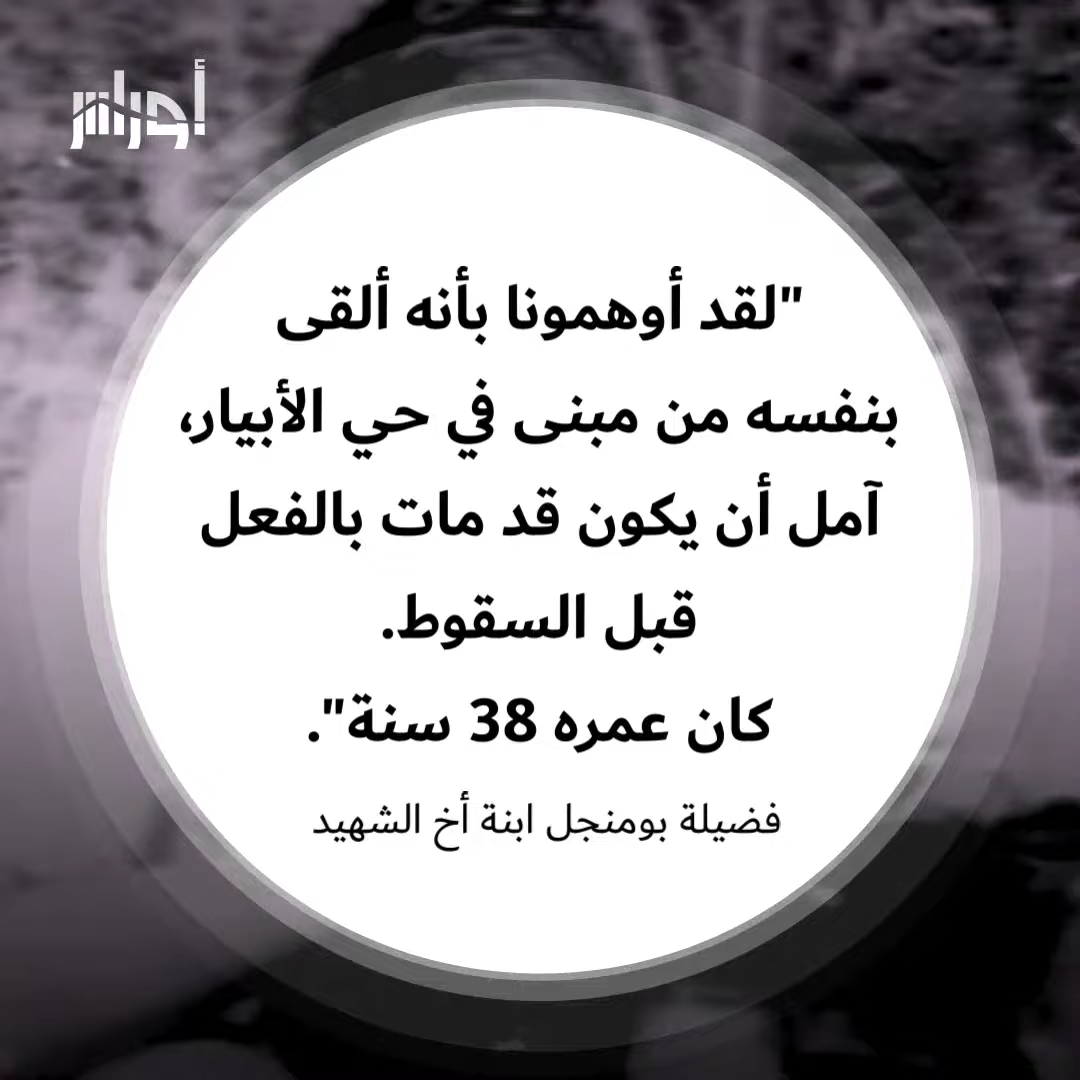 أوراس
"لقد أوهمونا بأنه ألقى
بنفسه من مبنى في حي الأبيار،
آمل أن يكون قد مات بالفعل
قبل السقوط.
كان عمره 38 سنة".
فضيلة بومنجل ابنة أخ الشهيد